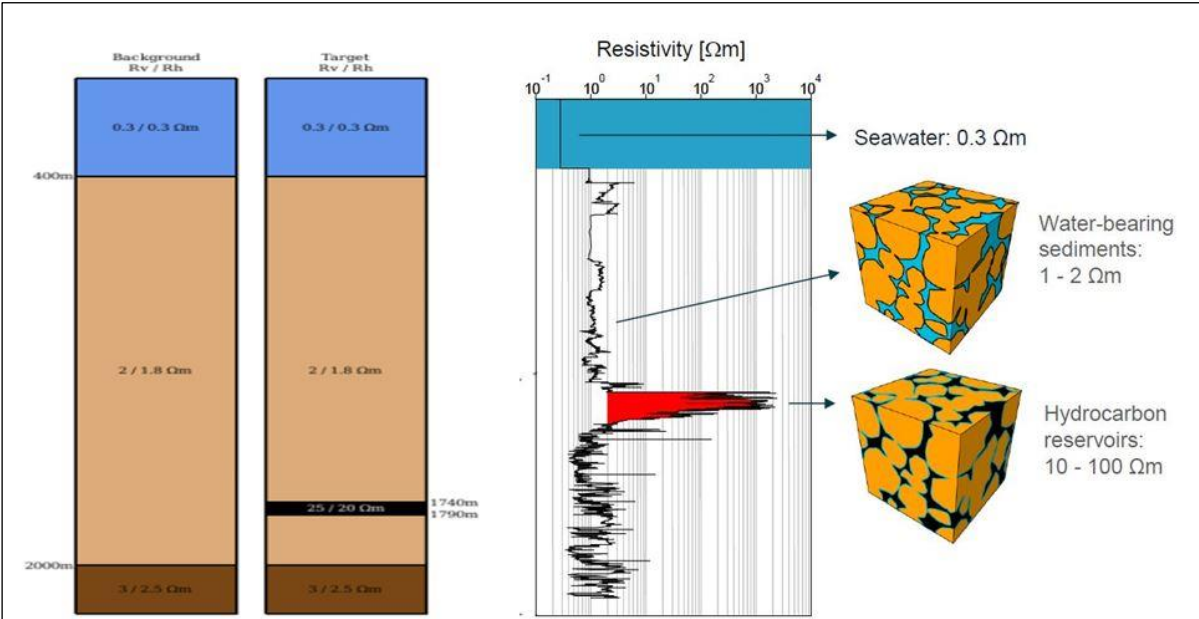 Background
Rv / Rh
0.3 / 0.3 Ωm
400m
2 / 1.8 Ωm
2000m
3 / 2.5 Ωm
Target
Rv / Rh
0.3 / 0.3 Ωm
2 / 1.8 Ωm
25 / 20 Ωm
1740m
1790m
3 / 2.5 Ωm
Resistivity [Ωm]
10⁻¹ 10⁰ 10¹ 10² 10³ 10⁴
Seawater: 0.3 Ωm
Water-bearing
sediments:
1 - 2 Ωm
Hydrocarbon
reservoirs:
10 - 100 Ωm